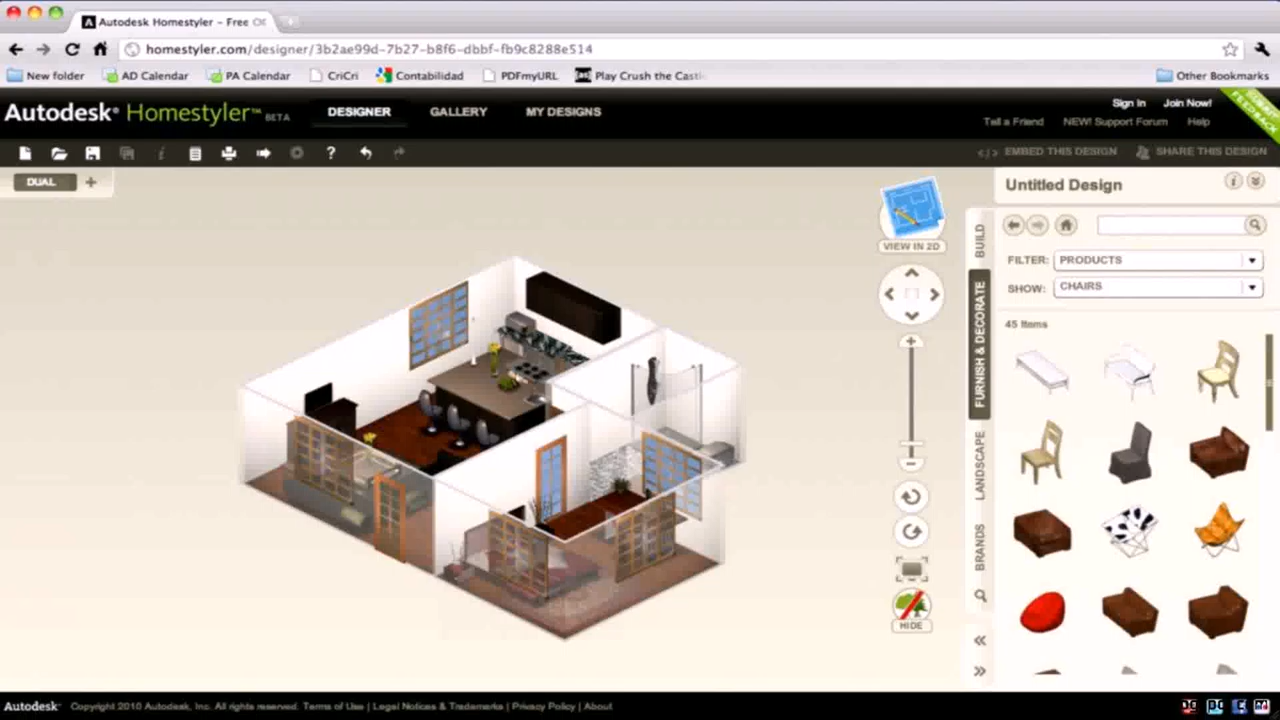 Autodesk Homestyler - Free
homestyler.com/designer/3b2ae99d-7b27-b8f6-dbbf-fb9c8288e514
New folder AD Calendar PA Calendar CriCri Contabilidad PDFmyURL Play Crush the Castl Other Bookmarks
Autodesk® Homestyler™ BETA DESIGNER GALLERY MY DESIGNS
Sign In Join Now!
Tell a Friend NEW! Support Forum Help
FEEDBACK
</> EMBED THIS DESIGN SHARE THIS DESIGN
DUAL +
Untitled Design
VIEW IN 2D
BUILD
FURNISH & DECORATE
LANDSCAPE
BRANDS
FILTER: PRODUCTS
SHOW: CHAIRS
45 Items
HIDE
Autodesk® Copyright 2010 Autodesk, Inc. All rights reserved. Terms of Use | Legal Notices & Trademarks | Privacy Policy | About